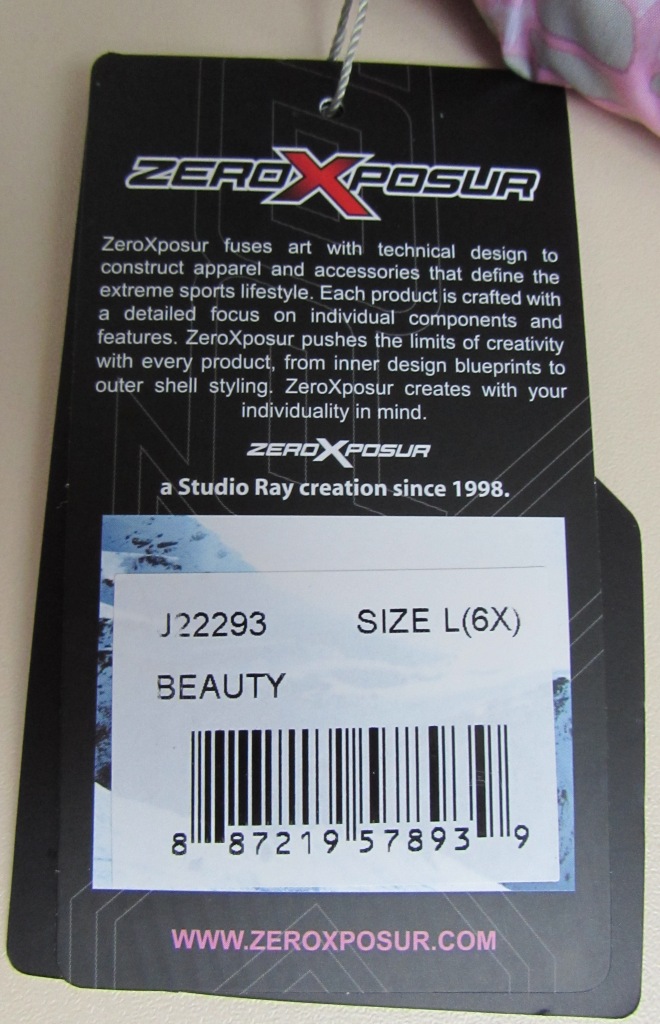 ZEROXPOSUR
ZeroXposur fuses art with technical design to
construct apparel and accessories that define the
extreme sports lifestyle. Each product is crafted with
a detailed focus on individual components and
features. ZeroXposur pushes the limits of creativity
with every product, from inner design blueprints to
outer shell styling. ZeroXposur creates with your
individuality in mind.
ZEROXPOSUR
a Studio Ray creation since 1998.
J22293 SIZE L(6X)
BEAUTY
8 87219 57893 9
WWW.ZEROXPOSUR.COM